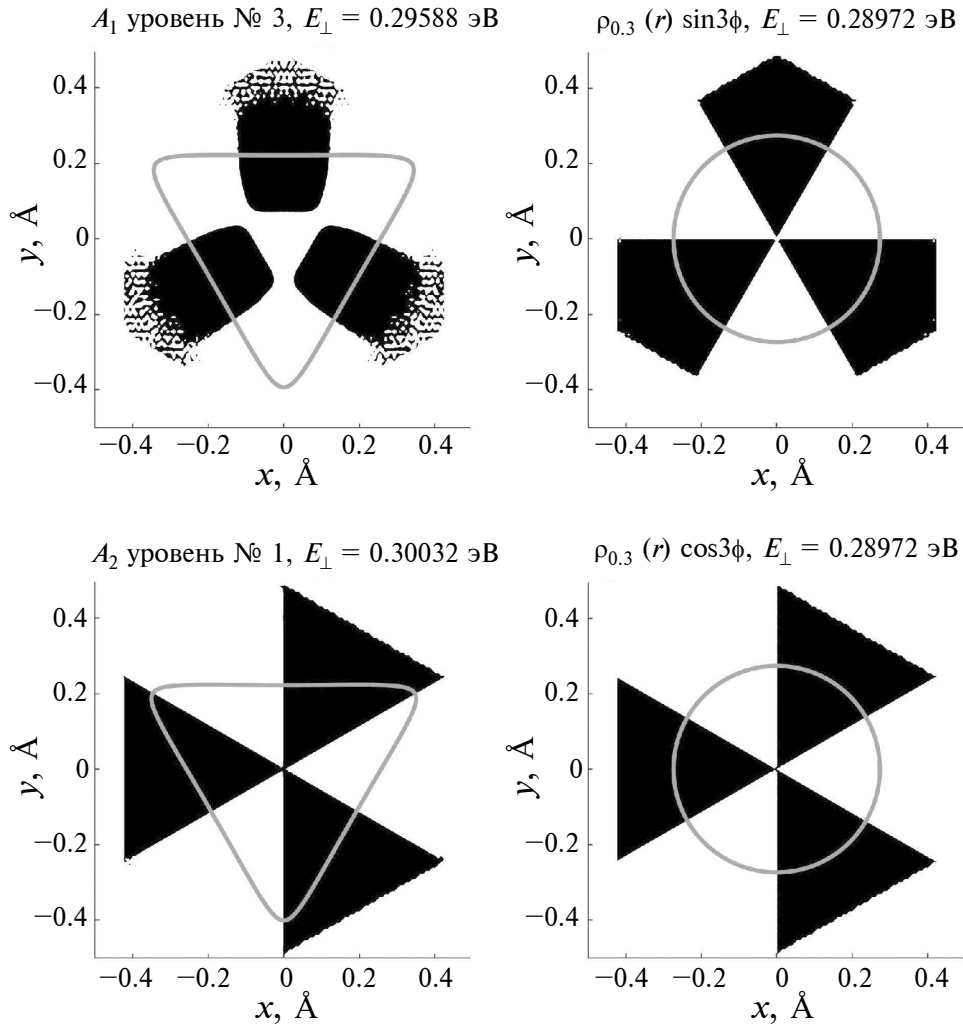 A₁ уровень № 3, E⊥ = 0.29588 эВ
ρ₀.₃ (r) sin3ϕ, E⊥ = 0.28972 эВ
y, Å
0.4
0.2
0
−0.2
−0.4
−0.4 −0.2 0 0.2 0.4
x, Å
y, Å
0.4
0.2
0
−0.2
−0.4
−0.4 −0.2 0 0.2 0.4
x, Å
A₂ уровень № 1, E⊥ = 0.30032 эВ
ρ₀.₃ (r) cos3ϕ, E⊥ = 0.28972 эВ
y, Å
0.4
0.2
0
−0.2
−0.4
−0.4 −0.2 0 0.2 0.4
x, Å
y, Å
0.4
0.2
0
−0.2
−0.4
−0.4 −0.2 0 0.2 0.4
x, Å